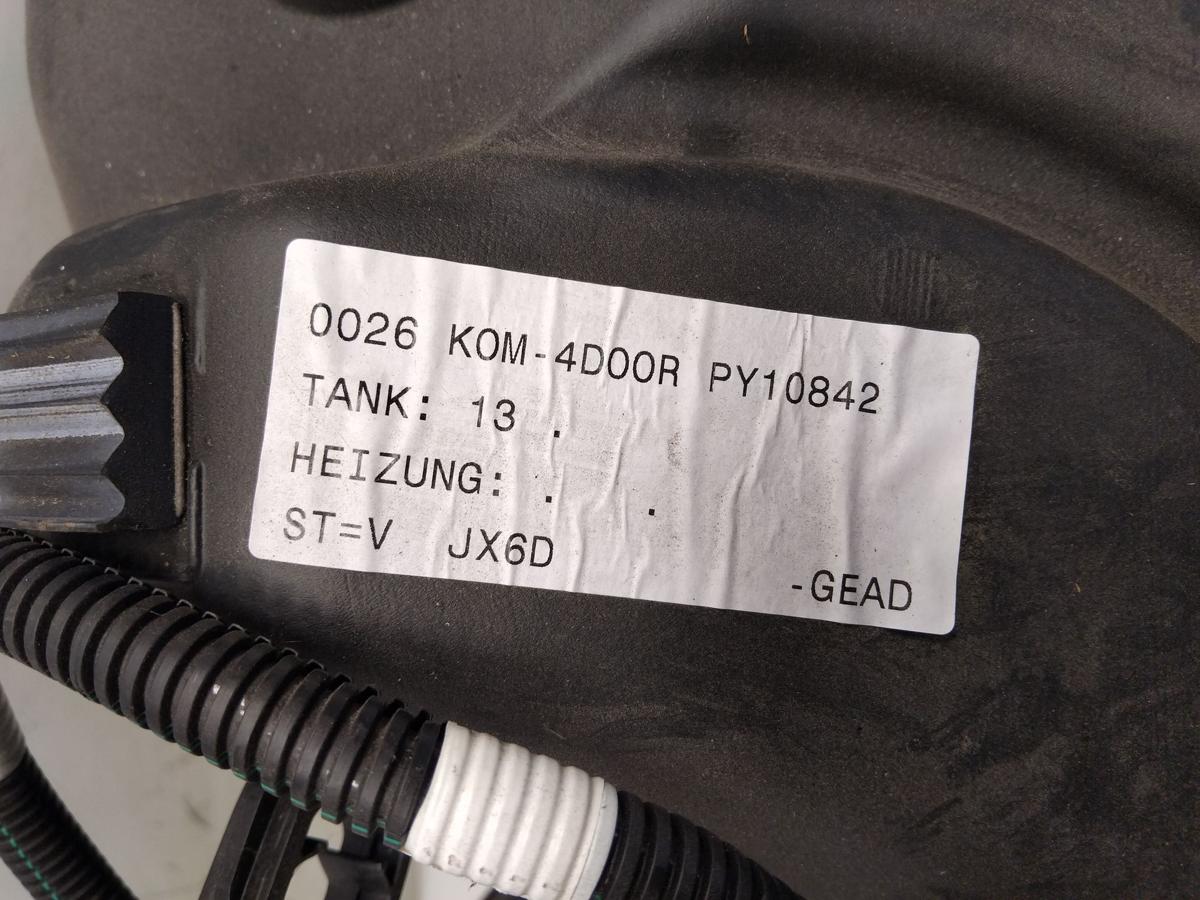 0026 KOM-4DOOR PY10842
TANK: 13 .
HEIZUNG: . .
ST=V JX6D -GEAD